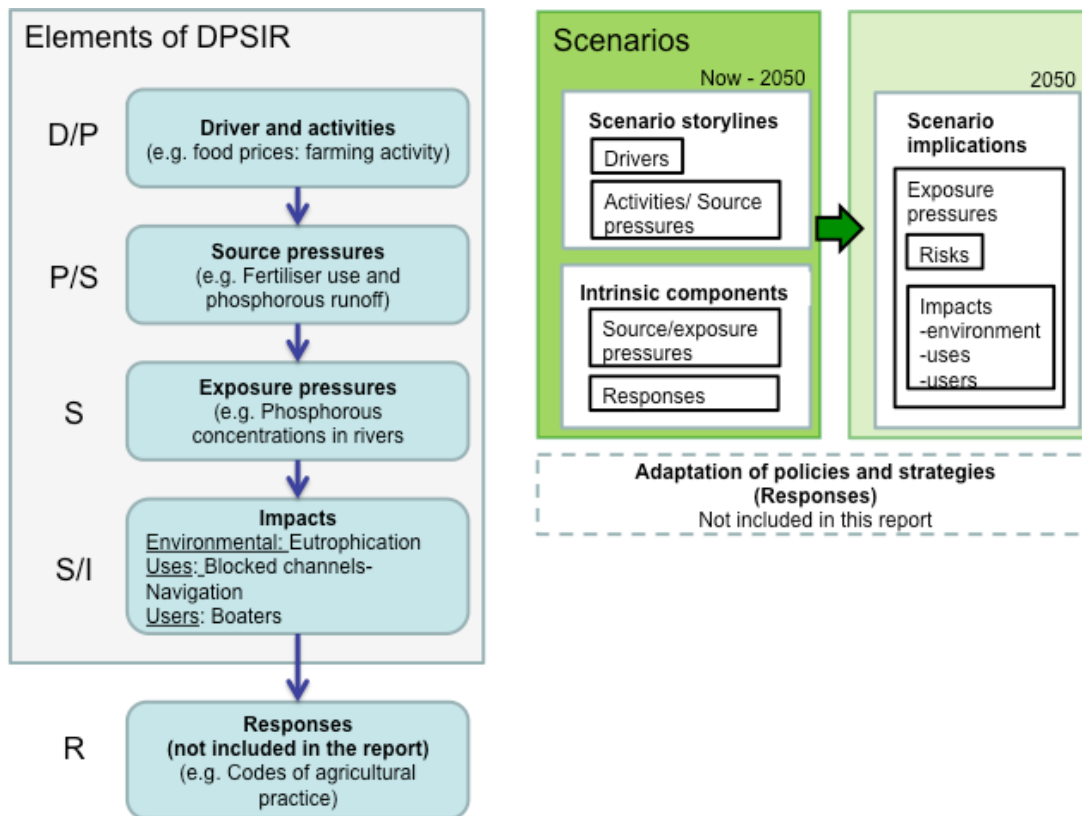 Elements of DPSIR
D/P
Driver and activities
(e.g. food prices: farming activity)
P/S
Source pressures
(e.g. Fertiliser use and
phosphorous runoff)
S
Exposure pressures
(e.g. Phosphorous
concentrations in rivers
S/I
Impacts
Environmental: Eutrophication
Uses: Blocked channels-
Navigation
Users: Boaters
R
Responses
(not included in the report)
(e.g. Codes of agricultural
practice)
Scenarios
Now - 2050
Scenario storylines
Drivers
Activities/ Source
pressures
Intrinsic components
Source/exposure
pressures
Responses
2050
Scenario
implications
Exposure
pressures
Risks
Impacts
-environment
-uses
-users
Adaptation of policies and strategies
(Responses)
Not included in this report